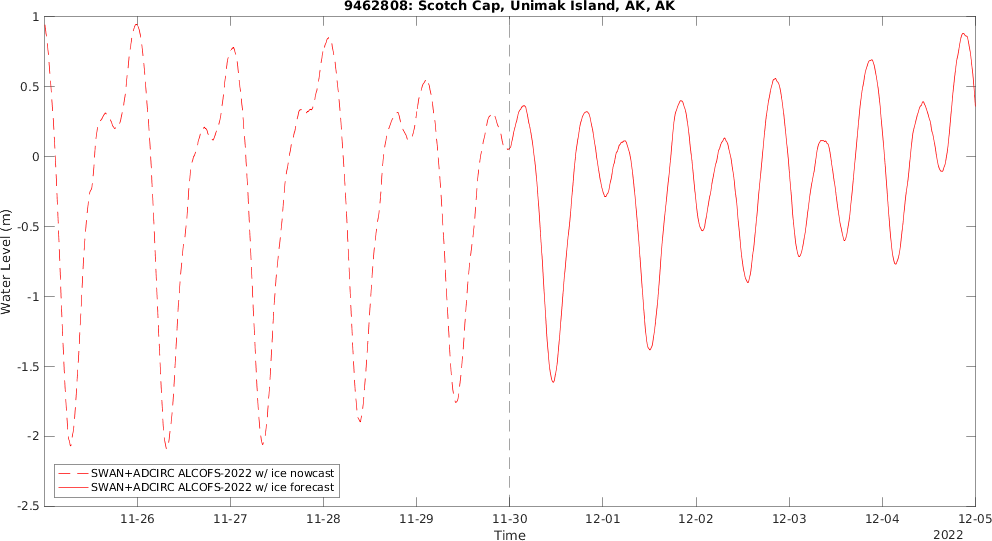 9462808: Scotch Cap, Unimak Island, AK, AK
1
0.5
0
-0.5
-1
-1.5
-2
-2.5
Water Level (m)
SWAN+ADCIRC ALCOFS-2022 w/ ice nowcast
SWAN+ADCIRC ALCOFS-2022 w/ ice forecast
11-26 11-27 11-28 11-29 11-30 12-01 12-02 12-03 12-04 12-05
Time
2022